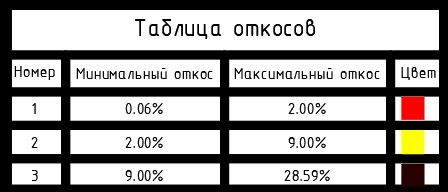 Таблица откосов
Номер Минимальный откос Максимальный откос Цвет
1 0.06% 2.00%
2 2.00% 9.00%
3 9.00% 28.59%